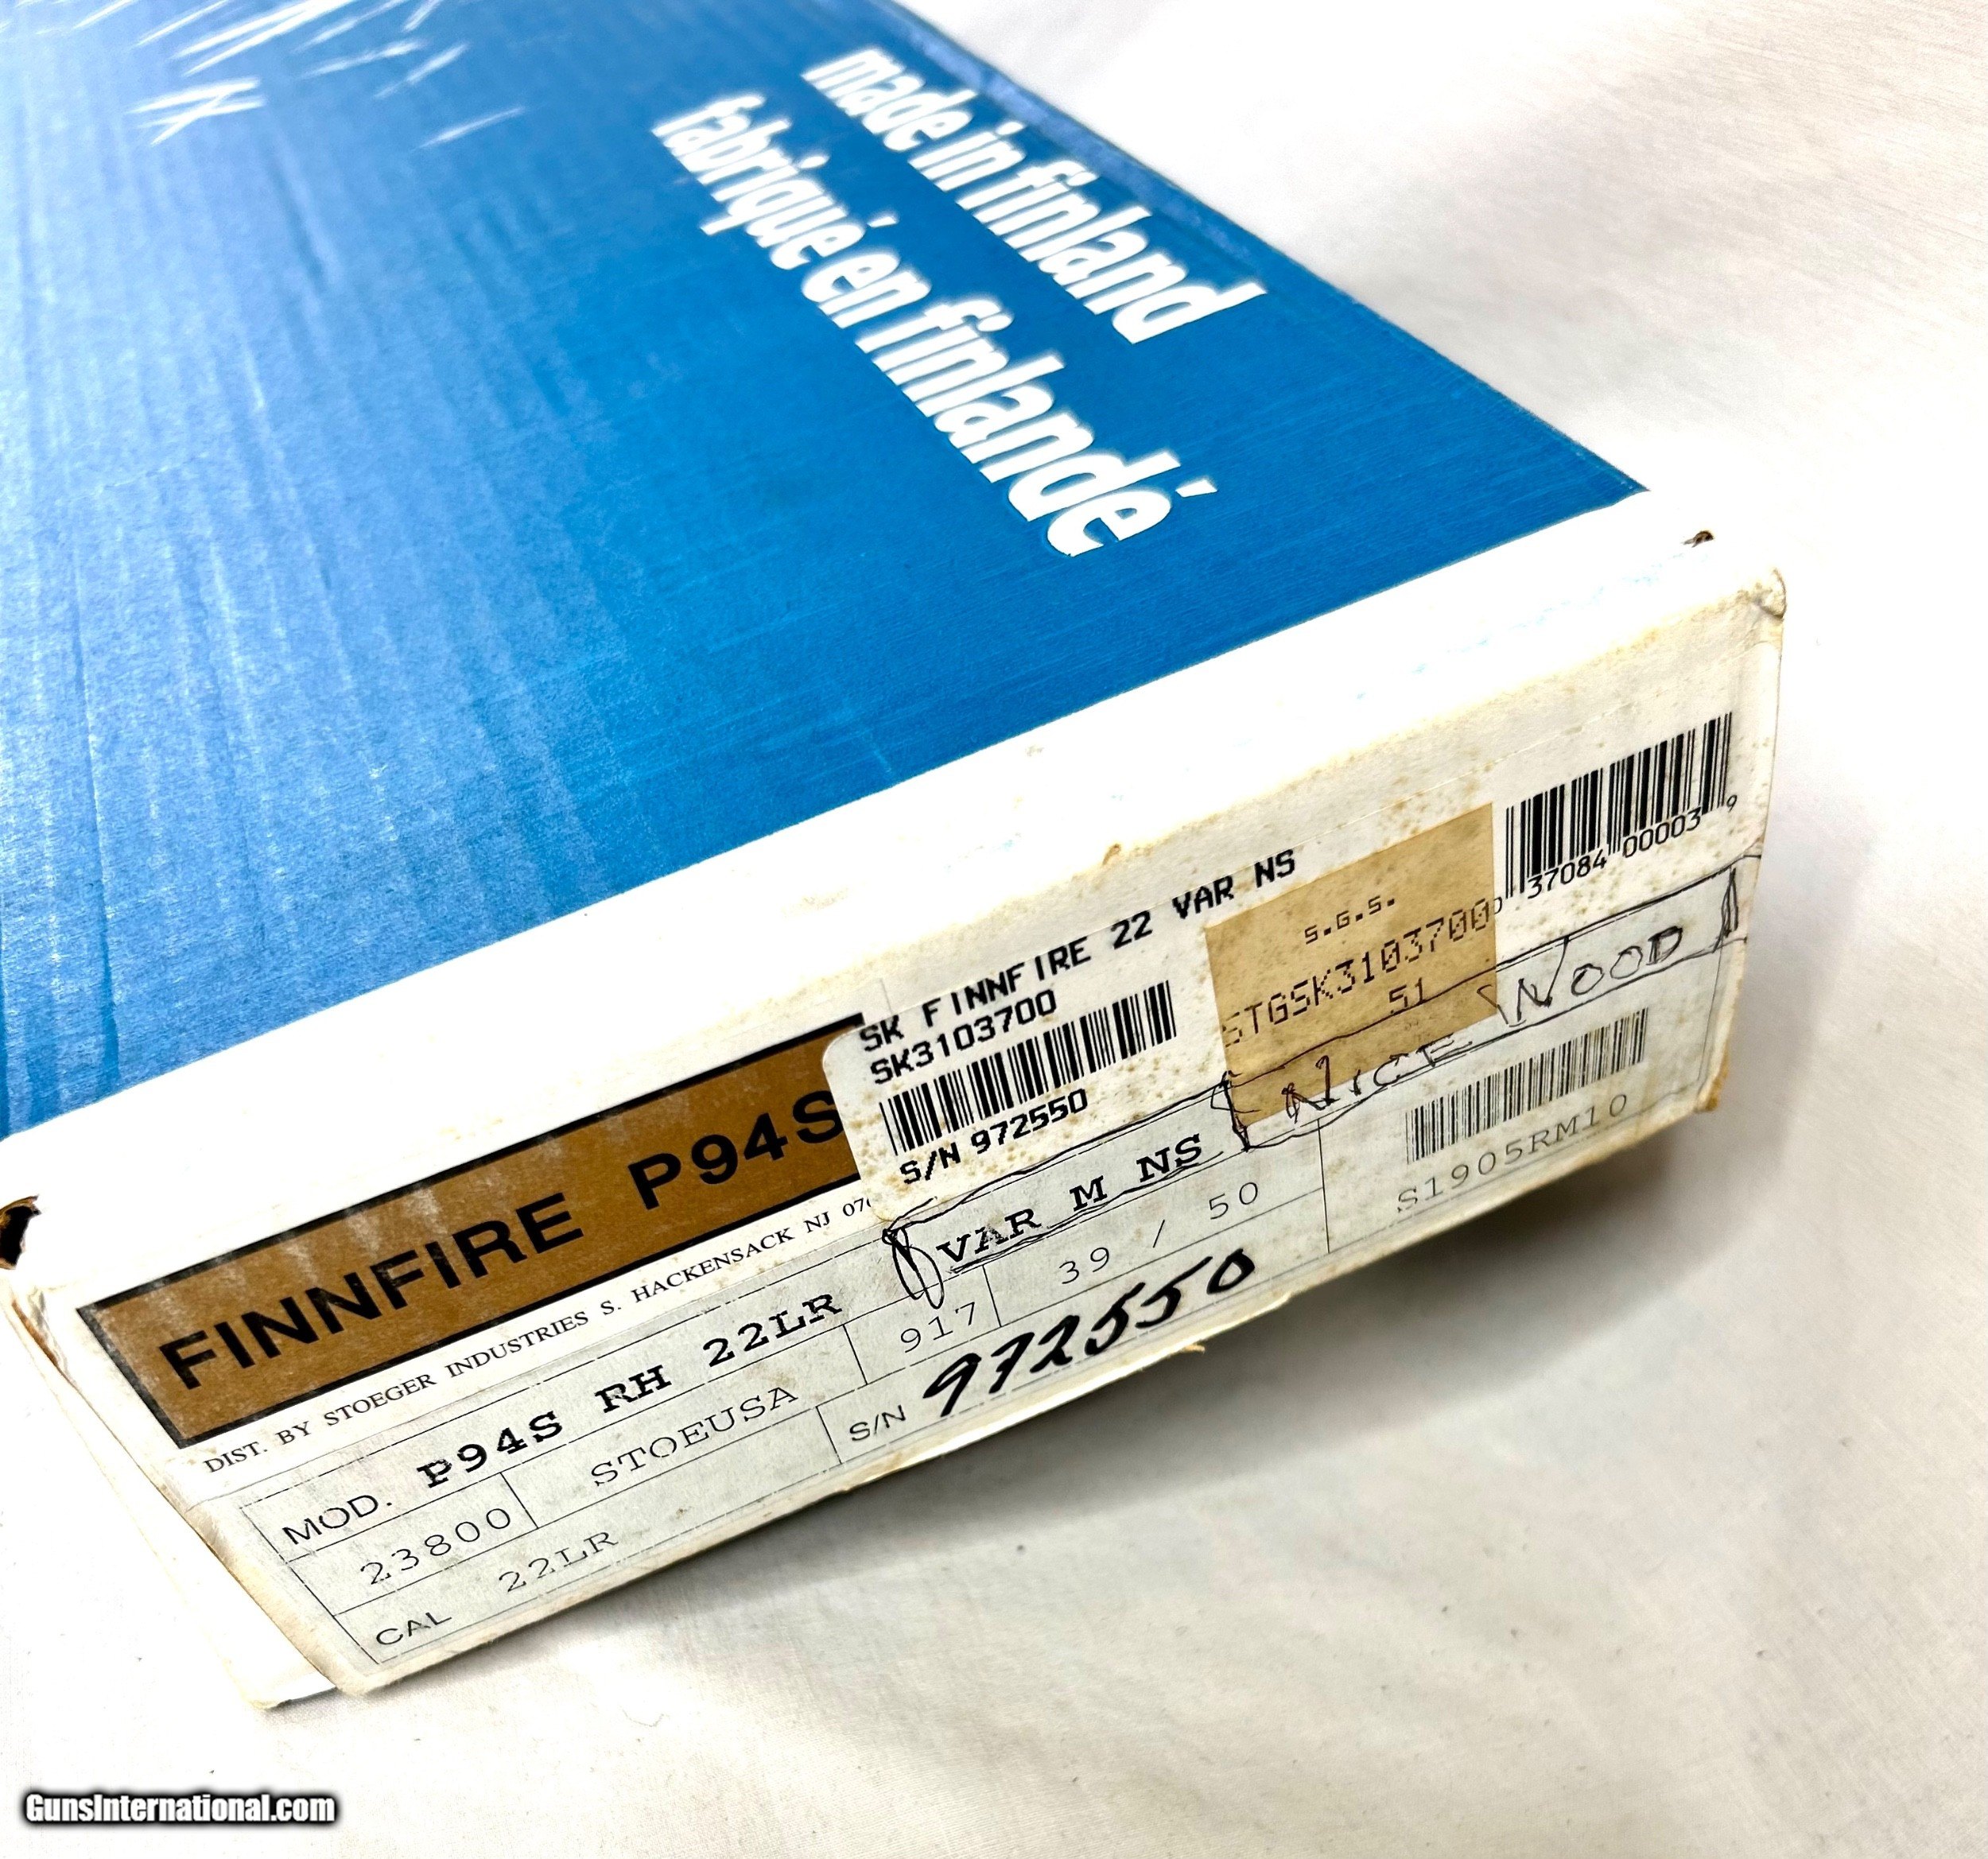 made in finland
fabriqué en finlandé
SK FINNFIRE 22 VAR NS
SK3103700
S/N 972550
S.G.S.
STGSK3103700
51
0 37084 00003 9
NICE WOOD
FINNFIRE P94S
DIST. BY STOEGER INDUSTRIES S. HACKENSACK NJ
MOD. P94S RH 22LR VAR M NS
23800 STOEUSA 917 39 / 50
S1905RM10
CAL 22LR S/N 972550
GunsInternational.com